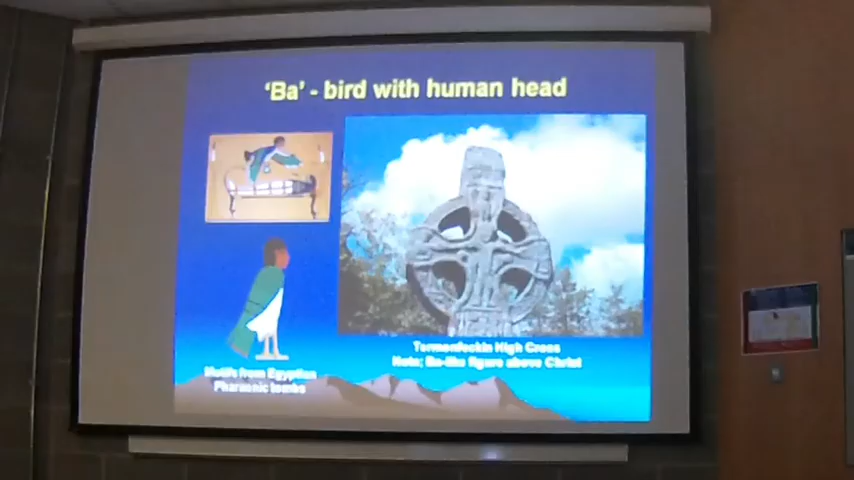 'Ba' - bird with human head
Motifs from Egyptian
Pharaonic tombs
Termonfeckin High Cross
Note; Ba-like figure above Christ